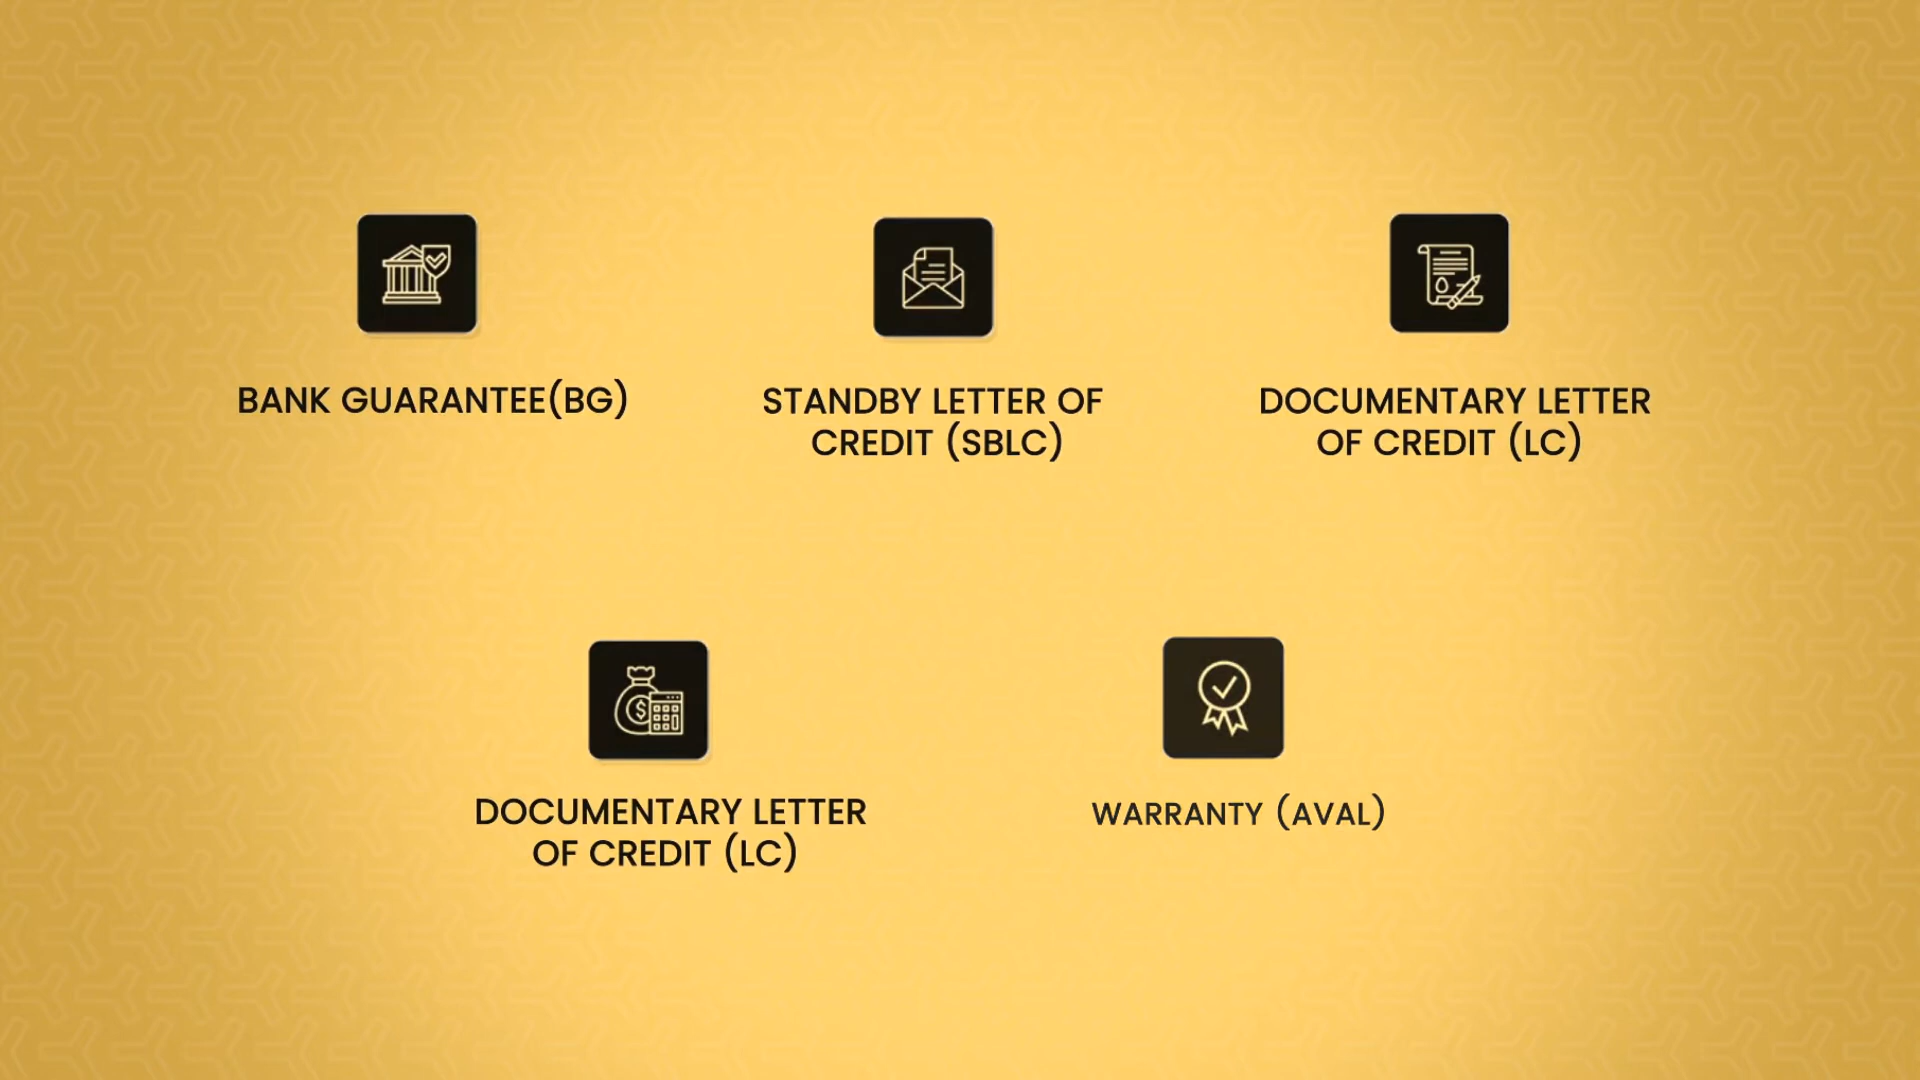 BANK GUARANTEE(BG)
STANDBY LETTER OF
CREDIT (SBLC)
DOCUMENTARY LETTER
OF CREDIT (LC)
DOCUMENTARY LETTER
OF CREDIT (LC)
WARRANTY (AVAL)